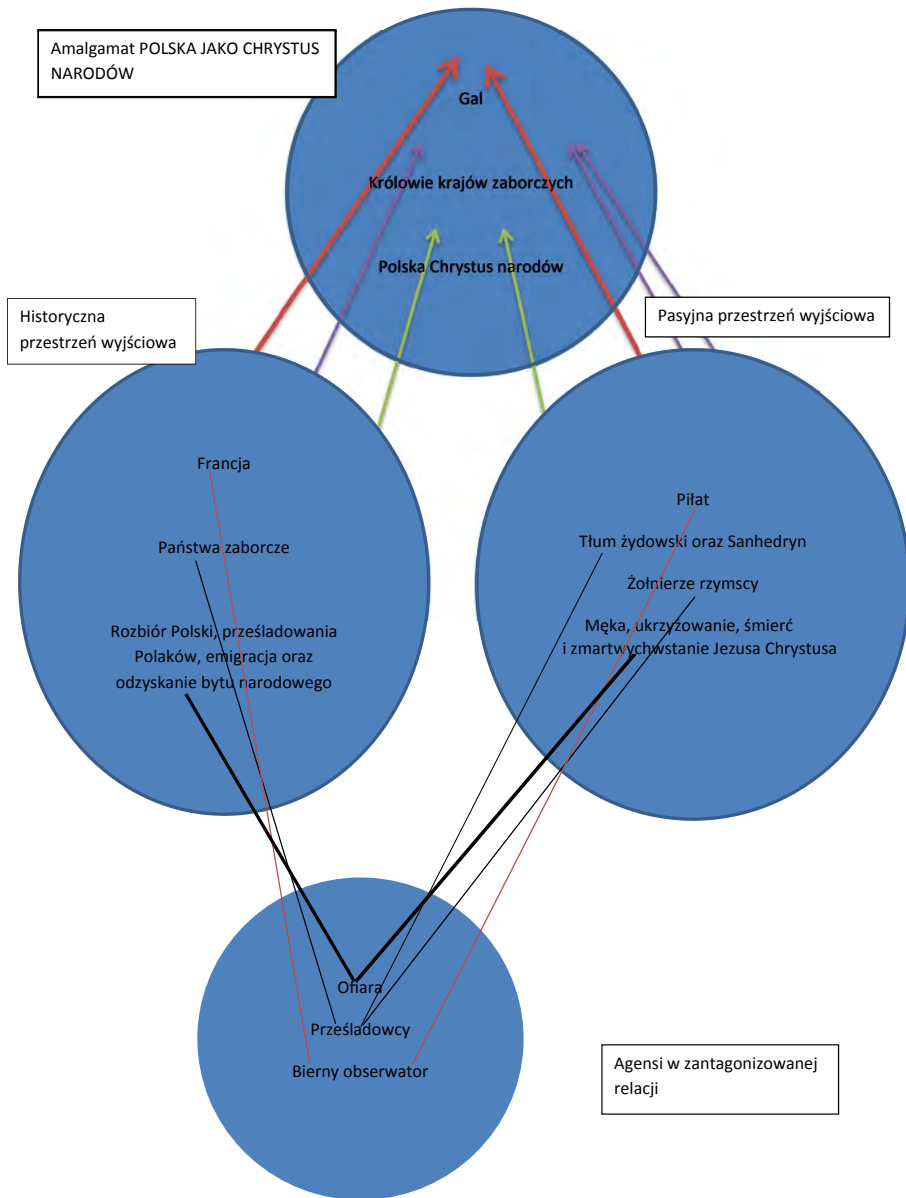 Amalgamat POLSKA JAKO CHRYSTUS
NARODÓW
Gal
Królowie krajów zaborczych
Polska Chrystus narodów
Historyczna
przestrzeń wyjściowa
Pasyjna przestrzeń wyjściowa
Francja
Państwa zaborcze
Rozbiór Polski, prześladowania
Polaków, emigracja oraz
odzyskanie bytu narodowego
Piłat
Tłum żydowski oraz Sanhedryn
Żołnierze rzymscy
Męka, ukrzyżowanie, śmierć
i zmartwychwstanie Jezusa Chrystusa
Ofiara
Prześladowcy
Bierny obserwator
Agensi w zantagonizowanej
relacji